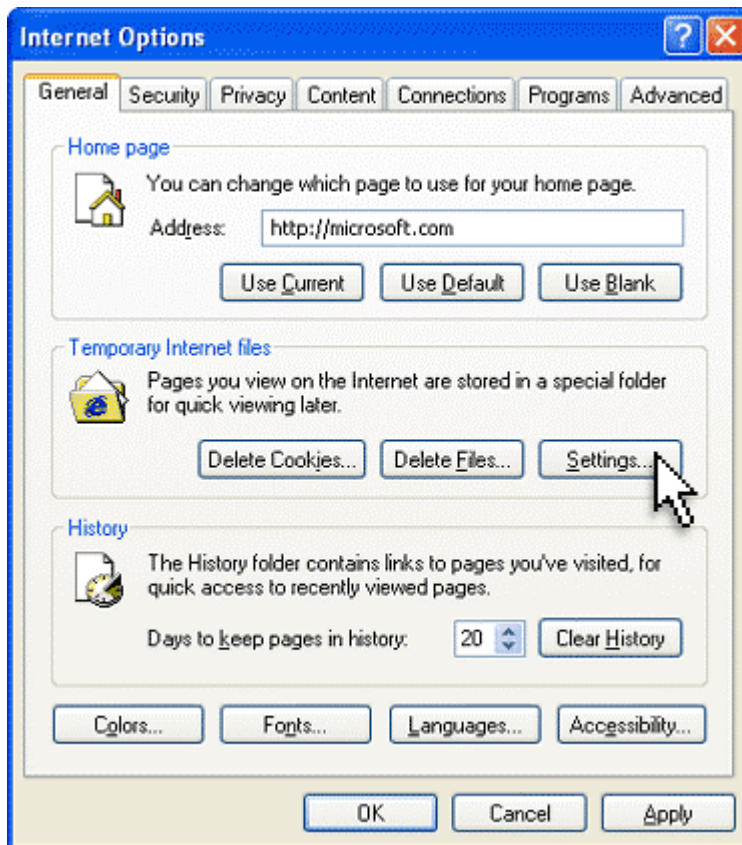 Internet Options
General Security Privacy Content Connections Programs Advanced
Home page
You can change which page to use for your home page.
Address: http://microsoft.com
Use Current Use Default Use Blank
Temporary Internet files
Pages you view on the Internet are stored in a special folder
for quick viewing later.
Delete Cookies... Delete Files... Settings...
History
The History folder contains links to pages you've visited, for
quick access to recently viewed pages.
Days to keep pages in history: 20 Clear History
Colors... Fonts... Languages... Accessibility...
OK Cancel Apply